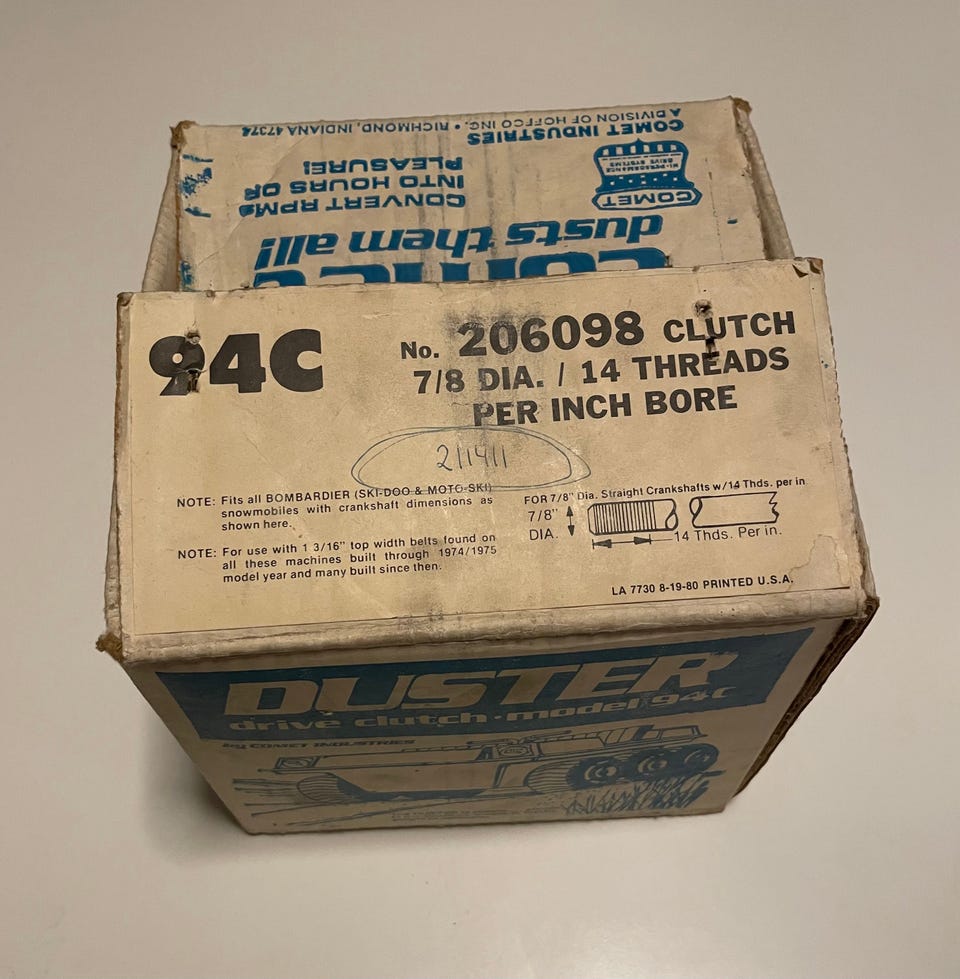 COMET INDUSTRIES
A DIVISION OF HOFFCO INC. • RICHMOND, INDIANA 47374
COMET
HI-PERFORMANCE
DRIVE SYSTEMS
CONVERT RPMs
INTO HOURS OF
PLEASURE!
dusts them all!
94C
No. 206098 CLUTCH
7/8 DIA. / 14 THREADS
PER INCH BORE
211411
NOTE: Fits all BOMBARDIER (SKI-DOO & MOTO-SKI)
snowmobiles with crankshaft dimensions as
shown here.
NOTE: For use with 1 3/16" top width belts found on
all these machines built through 1974/1975
model year and many built since then.
FOR 7/8" Dia. Straight Crankshafts w/14 Thds. per in
7/8"
DIA.
14 Thds. Per in.
LA 7730 8-19-80 PRINTED U.S.A.
DUSTER
drive clutch • model 94C
by COMET INDUSTRIES